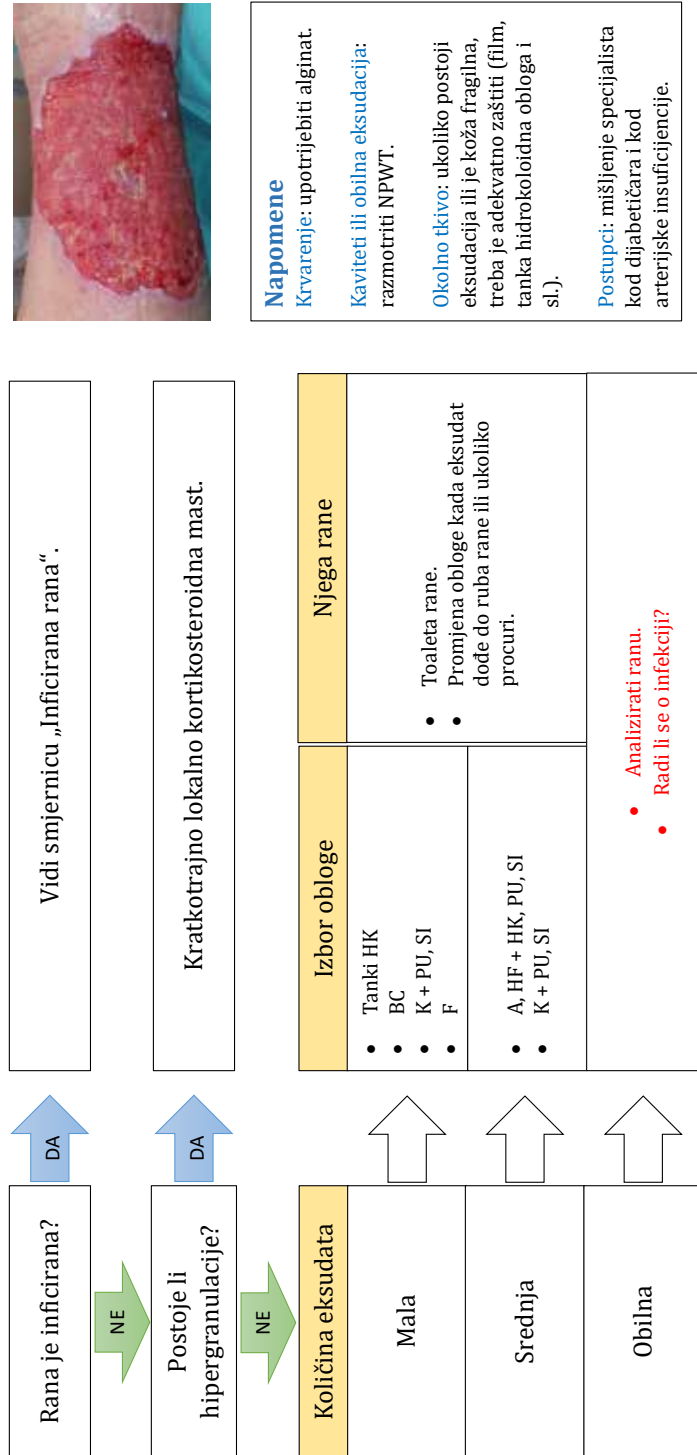 Rana je inficirana?
DA
Vidi smjernicu „Inficirana rana“.
NE
Postoje li
hipergranulacije?
DA
Kratkotrajno lokalno kortikosteroidna mast.
NE
Količina eksudata
Izbor obloge
Njega rane
Mala
• Tanki HK
• BC
• K + PU, SI
• F
• Toaleta rane.
• Promjena obloge kada eksudat
dođe do ruba rane ili ukoliko
procuri.
Srednja
• A, HF + HK, PU, SI
• K + PU, SI
Obilna
• Analizirati ranu.
• Radi li se o infekciji?
Napomene
Krvarenje: upotrijebiti alginat.
Kaviteti ili obilna eksudacija:
razmotriti NPWT.
Okolno tkivo: ukoliko postoji
eksudacija ili je koža fragilna,
treba je adekvatno zaštiti (film,
tanka hidrokoloidna obloga i
sl.).
Postupci: mišljenje specijalista
kod dijabetičara i kod
arterijske insuficijencije.